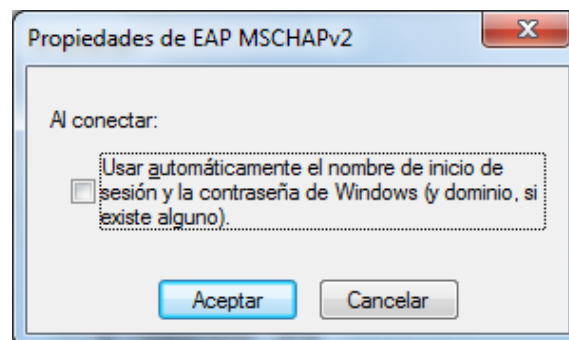 Propiedades de EAP MSCHAPv2
Al conectar:
Usar automáticamente el nombre de inicio de
sesión y la contraseña de Windows (y dominio, si
existe alguno).
Aceptar
Cancelar